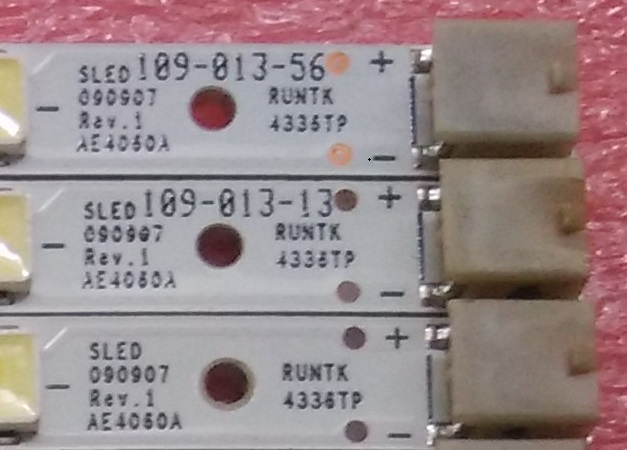 SLED 109-013-56 +
090907 RUNTK
Rev.1 4336TP
AE4060A
- -
SLED 109-013-13 +
090907 RUNTK
Rev.1 4336TP
AE4060A
- -
SLED +
090907 RUNTK
Rev.1 4336TP
AE4060A
- -